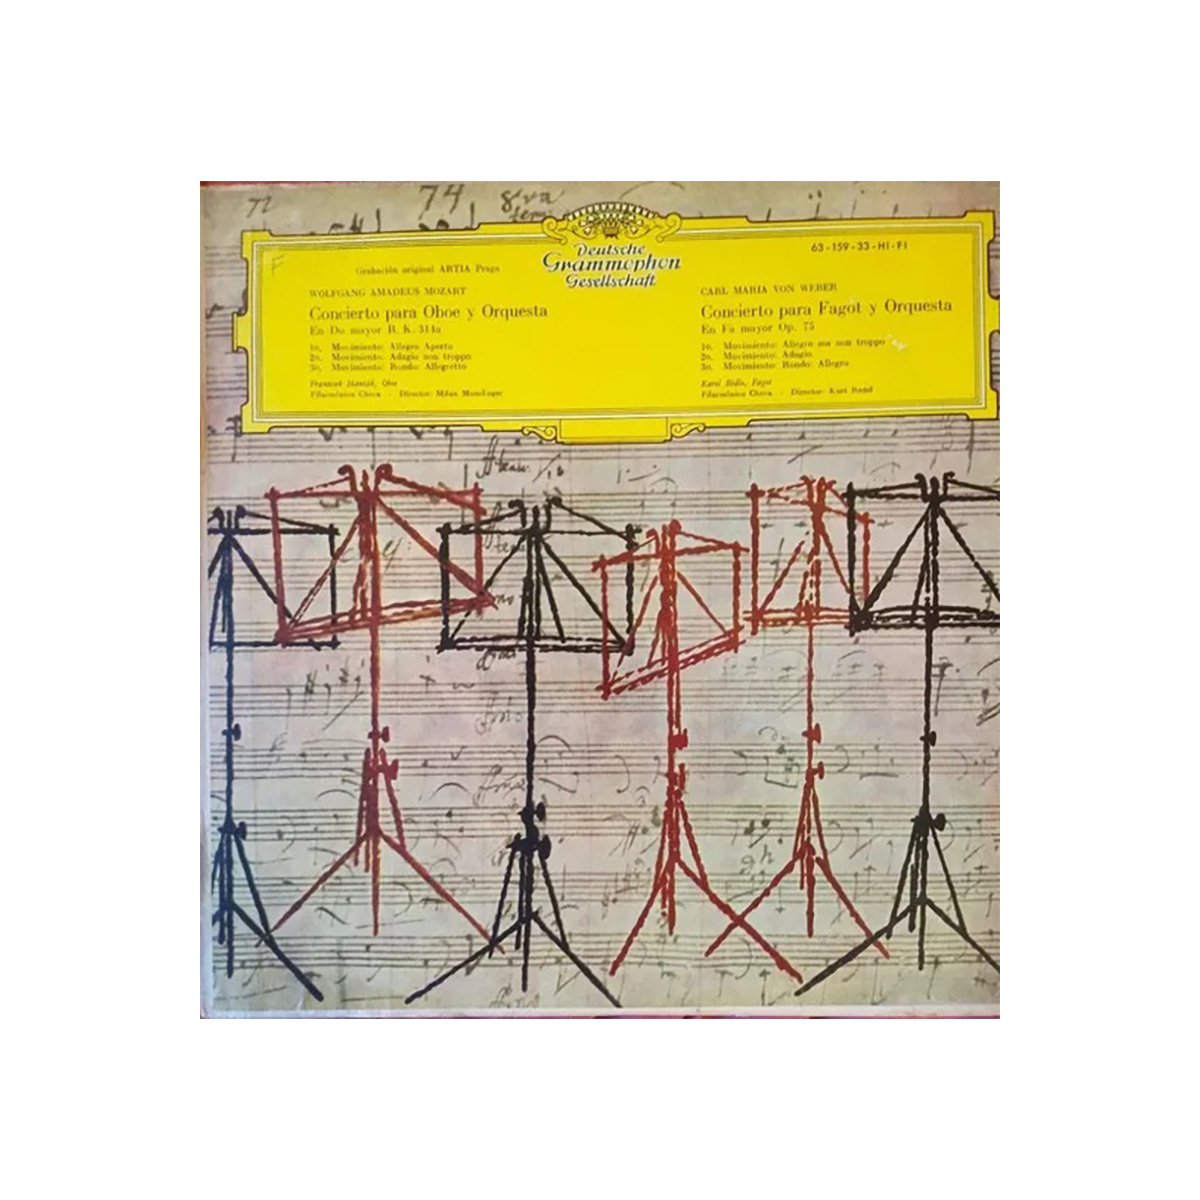 72
74
8va
F
Deutsche
Grammophon
Gesellschaft
63-159-33-HI-FI
Grabación original ARTIA Praga
WOLFGANG AMADEUS MOZART
Concierto para Oboe y Orquesta
En Do mayor B. K. 314a
1o. Movimiento: Allegro Aperto
2o. Movimiento: Adagio non troppo
3o. Movimiento: Rondo: Allegretto
Frantisek Hantak, Oboe
Filarmónica Checa - Director: Milan Munclinger
CARL MARIA VON WEBER
Concierto para Fagot y Orquesta
En Fa mayor Op. 75
1o. Movimiento: Allegro ma non troppo
2o. Movimiento: Adagio
3o. Movimiento: Rondo: Allegro
Karel Bidlo, Fagot
Filarmónica Checa - Director: Kurt Redel